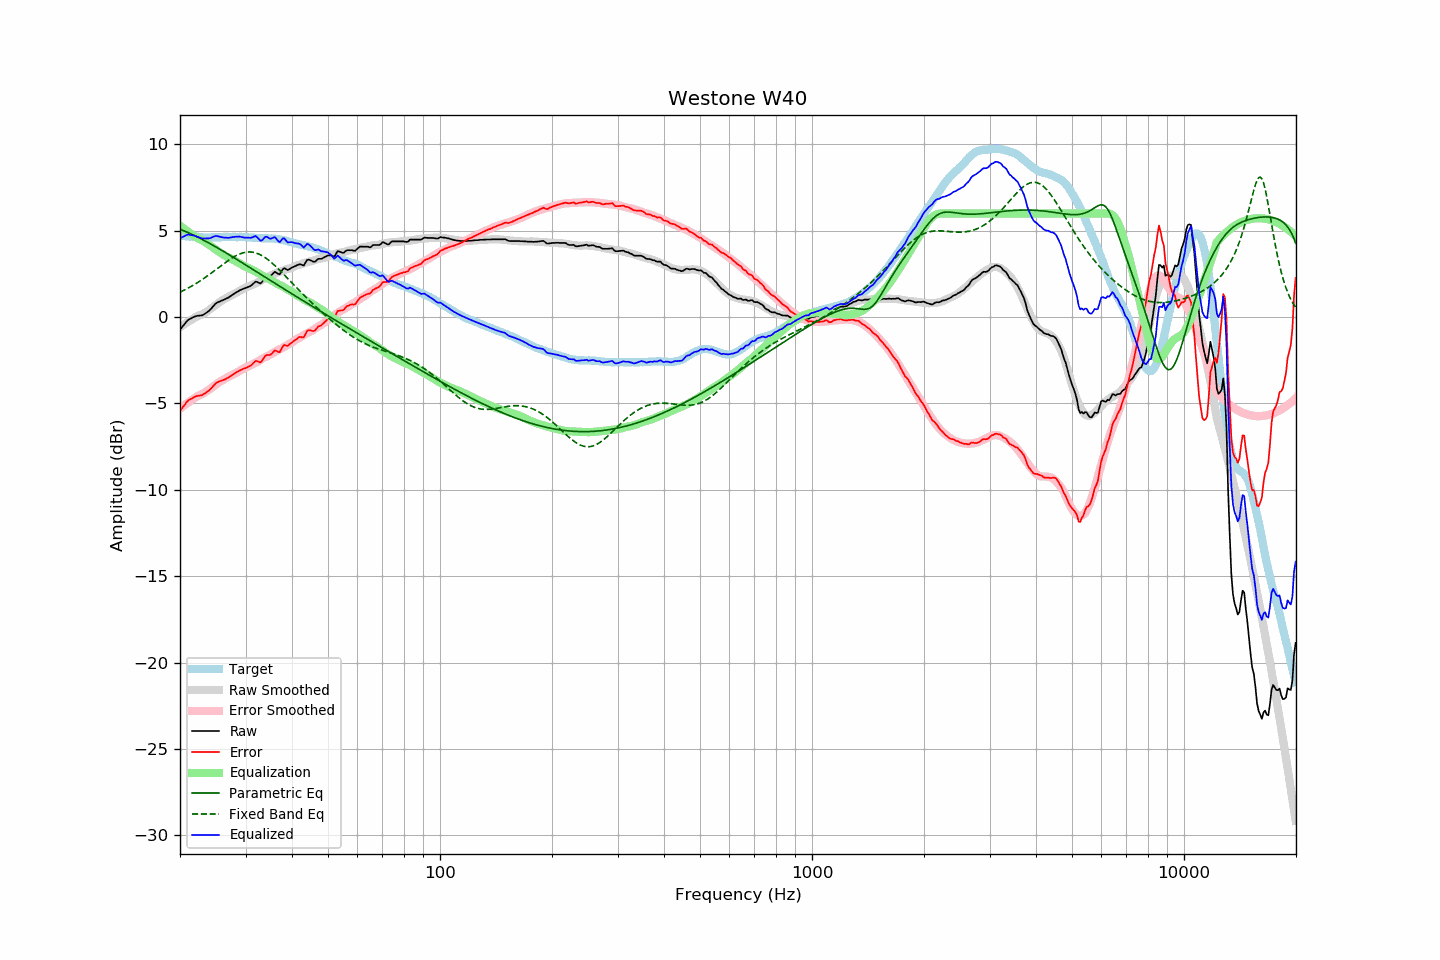 Westone W40
10
5
0
−5
−10
−15
−20
−25
−30
Amplitude (dBr)
Target
Raw Smoothed
Error Smoothed
Raw
Error
Equalization
Parametric Eq
Fixed Band Eq
Equalized
100
1000
10000
Frequency (Hz)